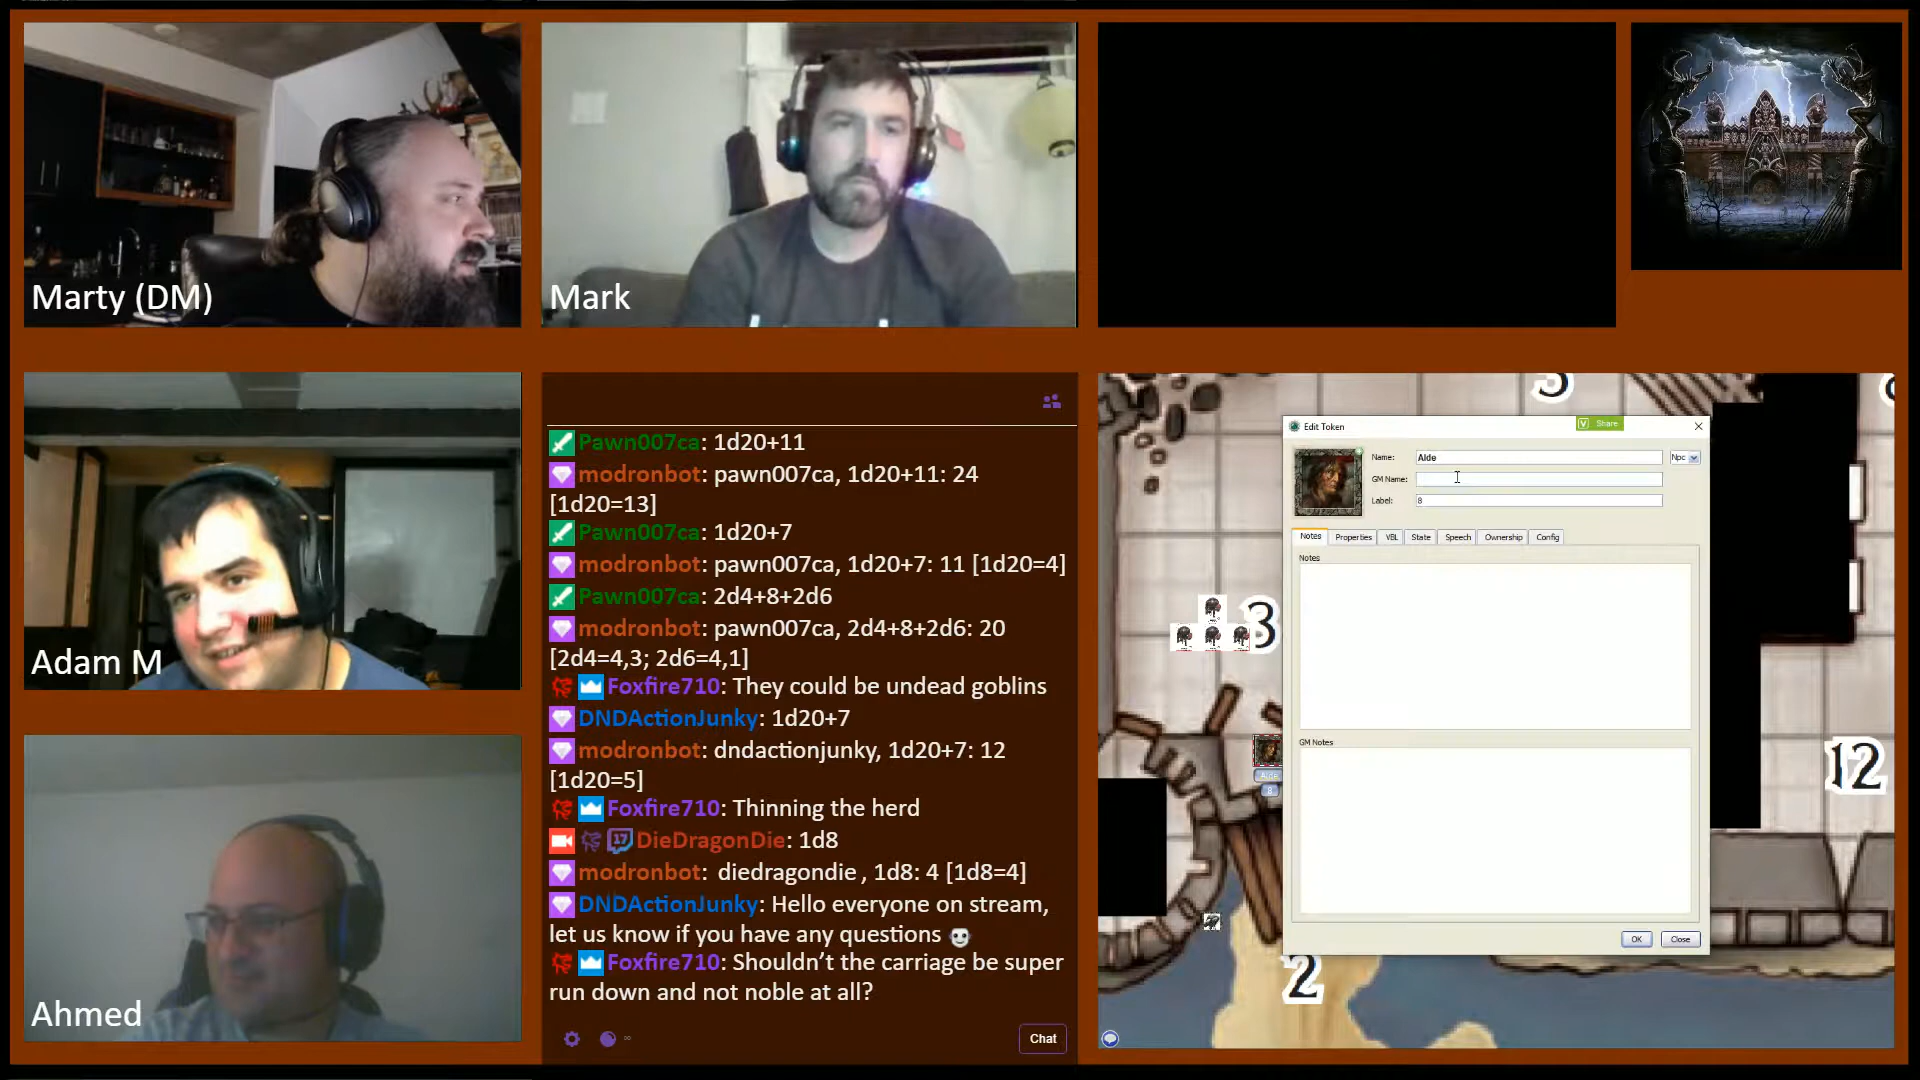 Marty (DM)
Mark
Adam M
Ahmed
Pawn007ca: 1d20+11
modronbot: pawn007ca, 1d20+11: 24
[1d20=13]
Pawn007ca: 1d20+7
modronbot: pawn007ca, 1d20+7: 11 [1d20=4]
Pawn007ca: 2d4+8+2d6
modronbot: pawn007ca, 2d4+8+2d6: 20
[2d4=4,3; 2d6=4,1]
Foxfire710: They could be undead goblins
DNDActionJunky: 1d20+7
modronbot: dndactionjunky, 1d20+7: 12
[1d20=5]
Foxfire710: Thinning the herd
17 DieDragonDie: 1d8
modronbot: diedragondie , 1d8: 4 [1d8=4]
DNDActionJunky: Hello everyone on stream,
let us know if you have any questions
Foxfire710: Shouldn't the carriage be super
run down and not noble at all?
Chat
Edit Token
Share
Name: Alde
Npc
GM Name:
Label: 8
Notes Properties VBL State Speech Ownership Config
Notes
GM Notes
OK Close
3
12
Alde
8
2